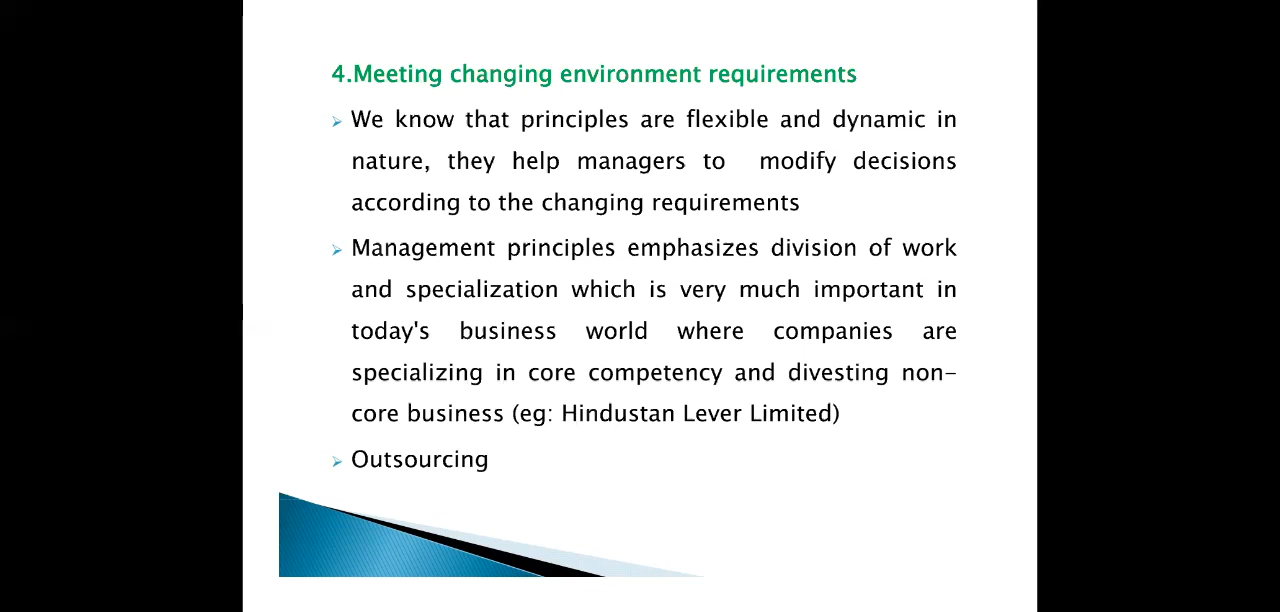 4.Meeting changing environment requirements
We know that principles are flexible and dynamic in
nature, they help managers to modify decisions
according to the changing requirements
Management principles emphasizes division of work
and specialization which is very much important in
today's business world where companies are
specializing in core competency and divesting non-
core business (eg: Hindustan Lever Limited)
Outsourcing